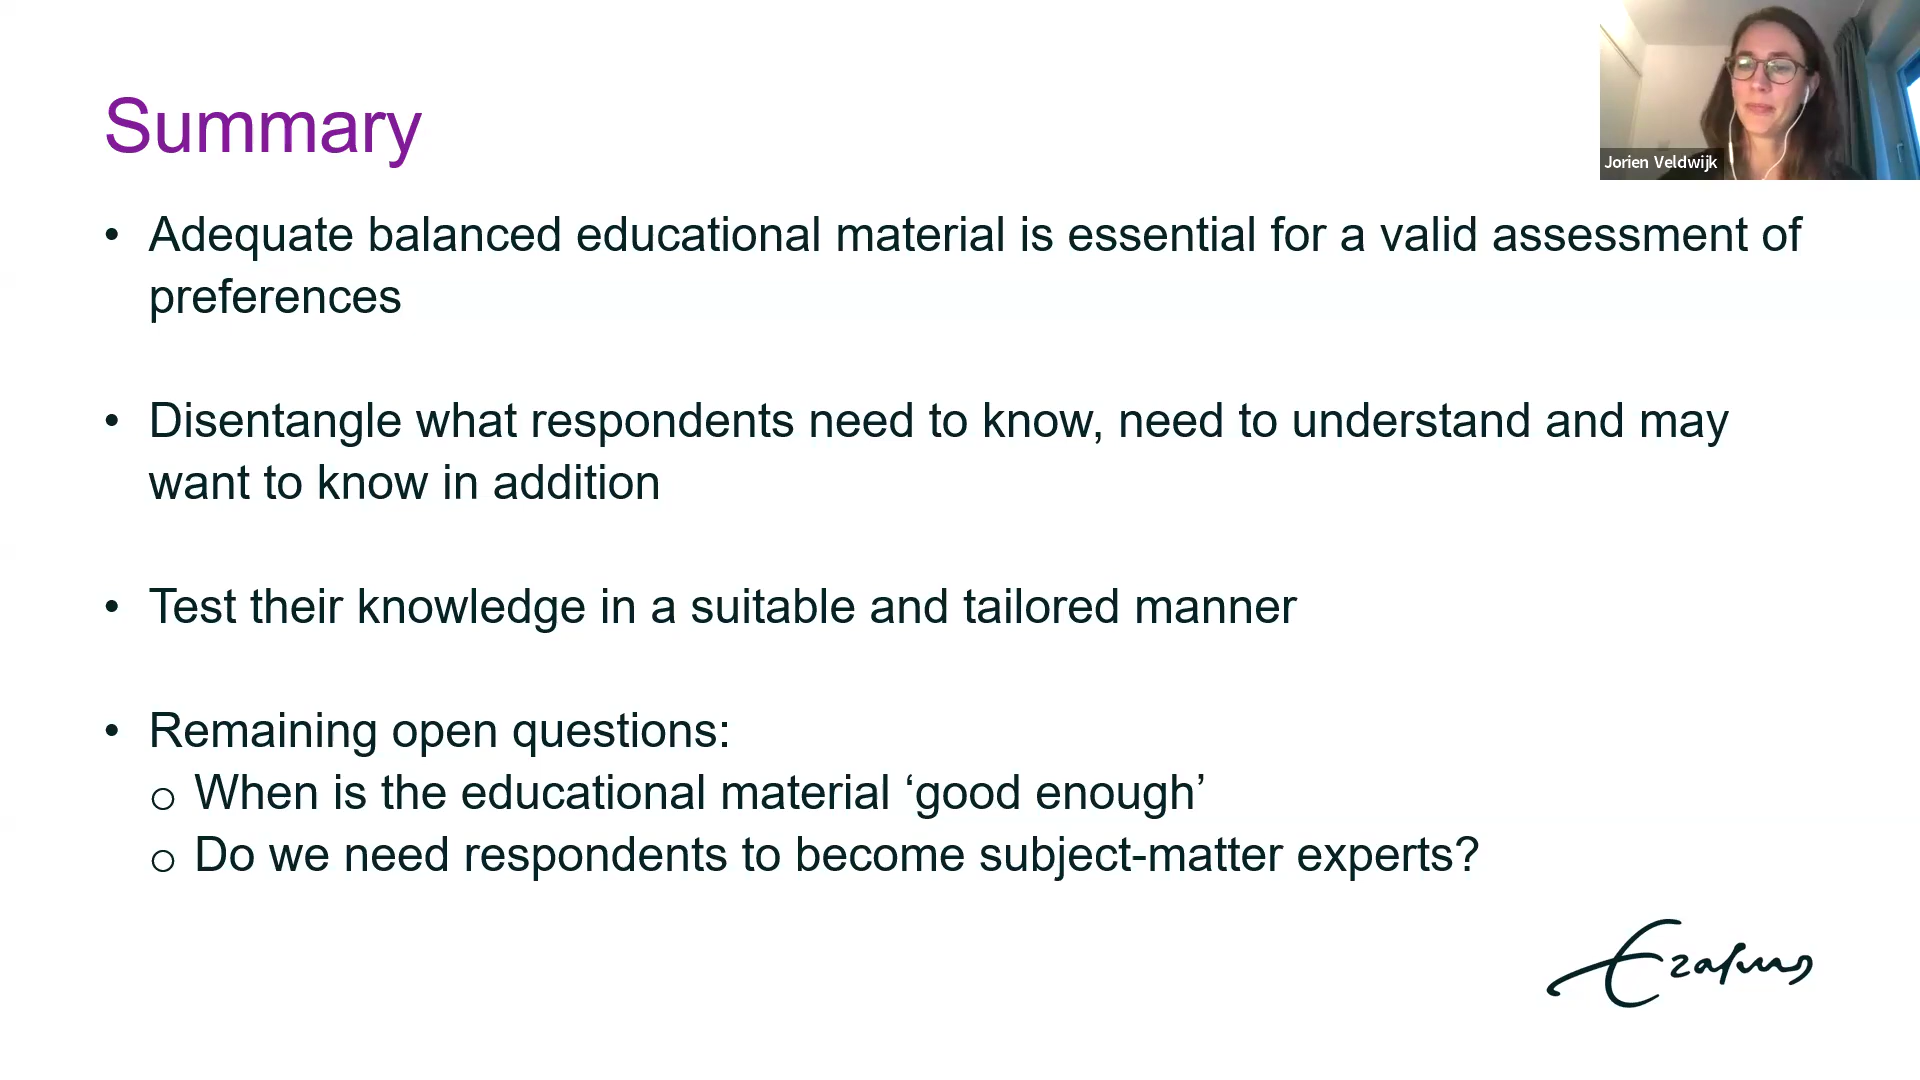 Summary
Jorien Veldwijk
• Adequate balanced educational material is essential for a valid assessment of
preferences
• Disentangle what respondents need to know, need to understand and may
want to know in addition
• Test their knowledge in a suitable and tailored manner
• Remaining open questions:
o When is the educational material ‘good enough’
o Do we need respondents to become subject-matter experts?
Erasmus